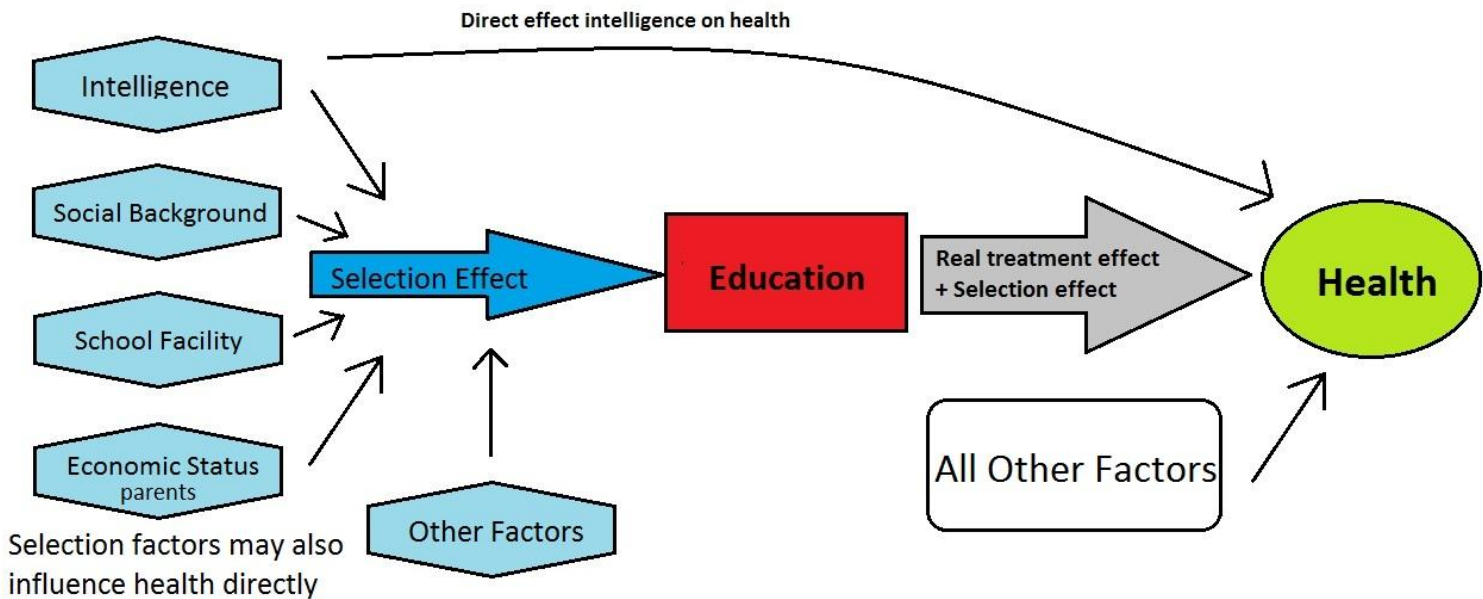 Direct effect intelligence on health
Intelligence
Social Background
School Facility
Economic Status
parents
Selection factors may also
influence health directly
Selection Effect
Other Factors
Education
Real treatment effect
+ Selection effect
Health
All Other Factors